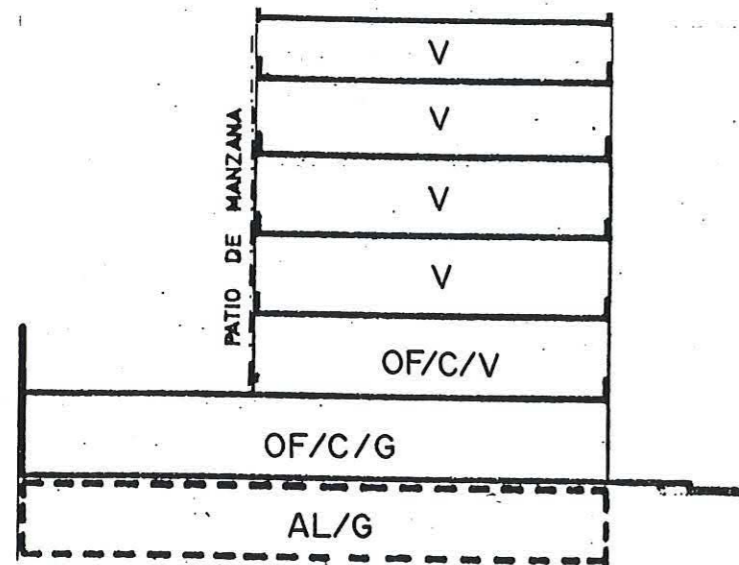 V
V
V
V
PATIO DE MANZANA
OF/C/V
OF/C/G
AL/G